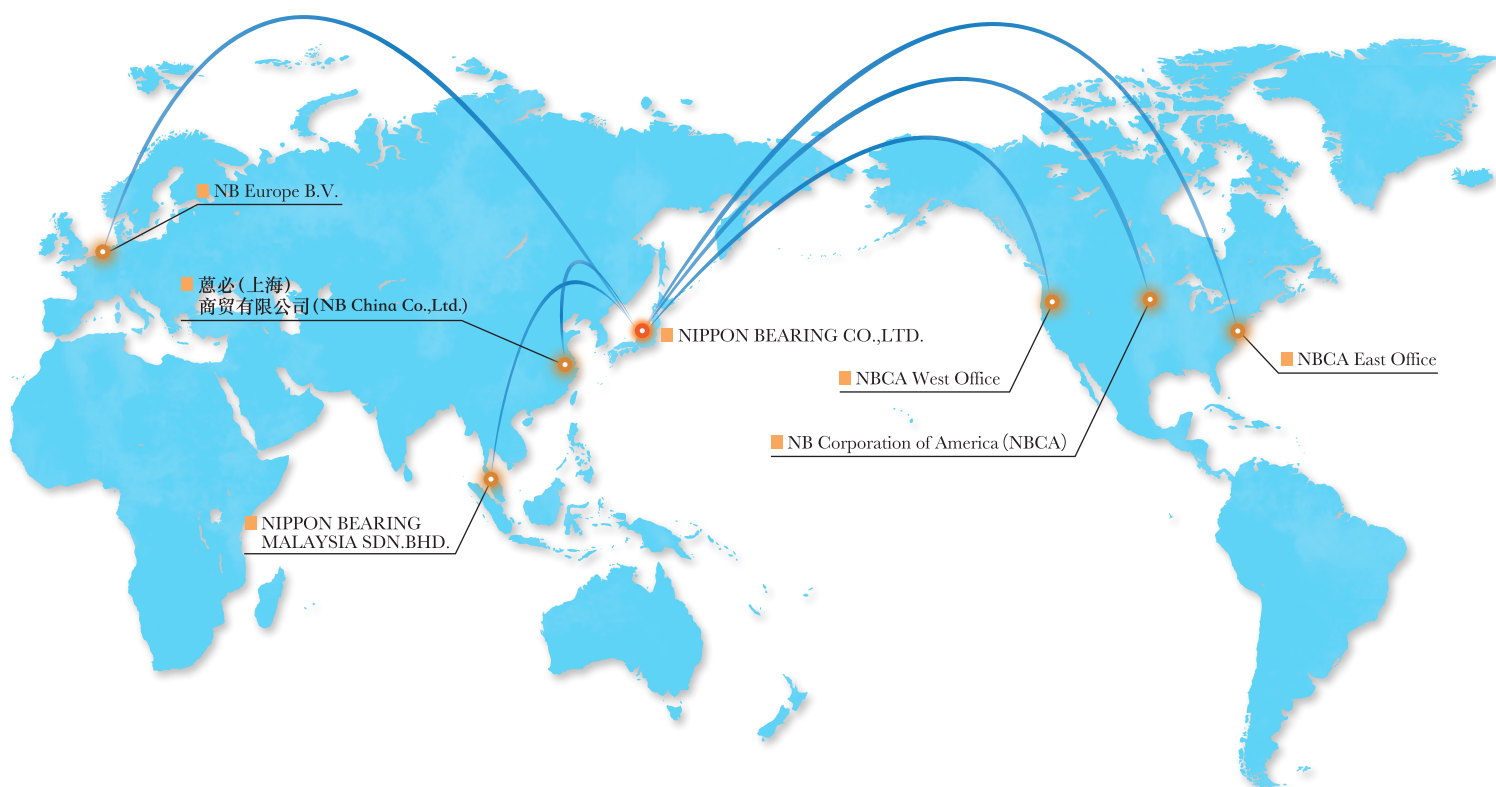 NB Europe B.V.
蒽必(上海)
商贸有限公司(NB China Co.,Ltd.)
NIPPON BEARING CO.,LTD.
NBCA East Office
NBCA West Office
NB Corporation of America(NBCA)
NIPPON BEARING
MALAYSIA SDN.BHD.